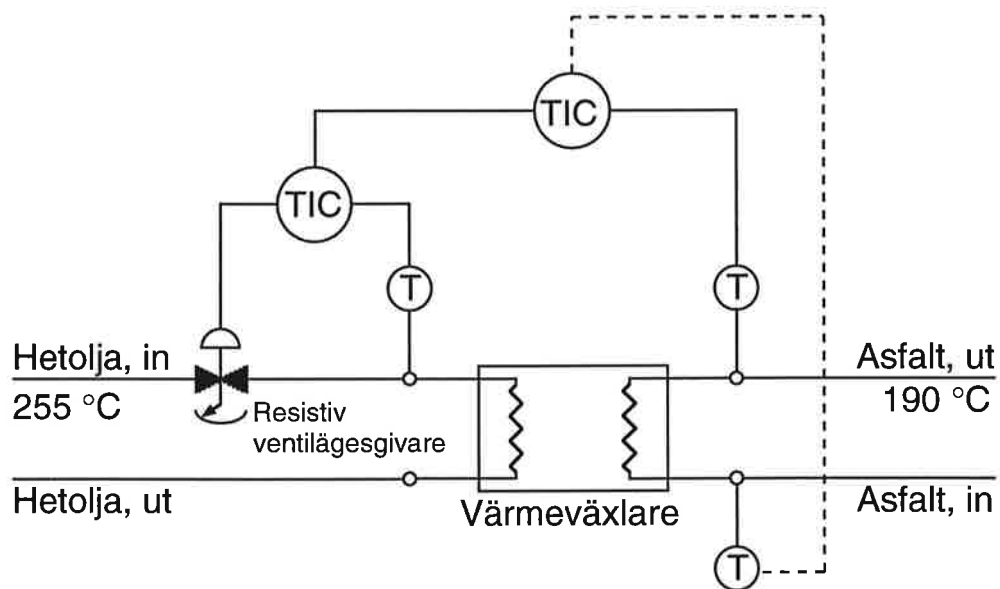 TIC
TIC
T
T
Hetolja, in
255 °C
Resistiv
ventilägesgivare
Asfalt, ut
190 °C
Hetolja, ut
Värmeväxlare
Asfalt, in
T